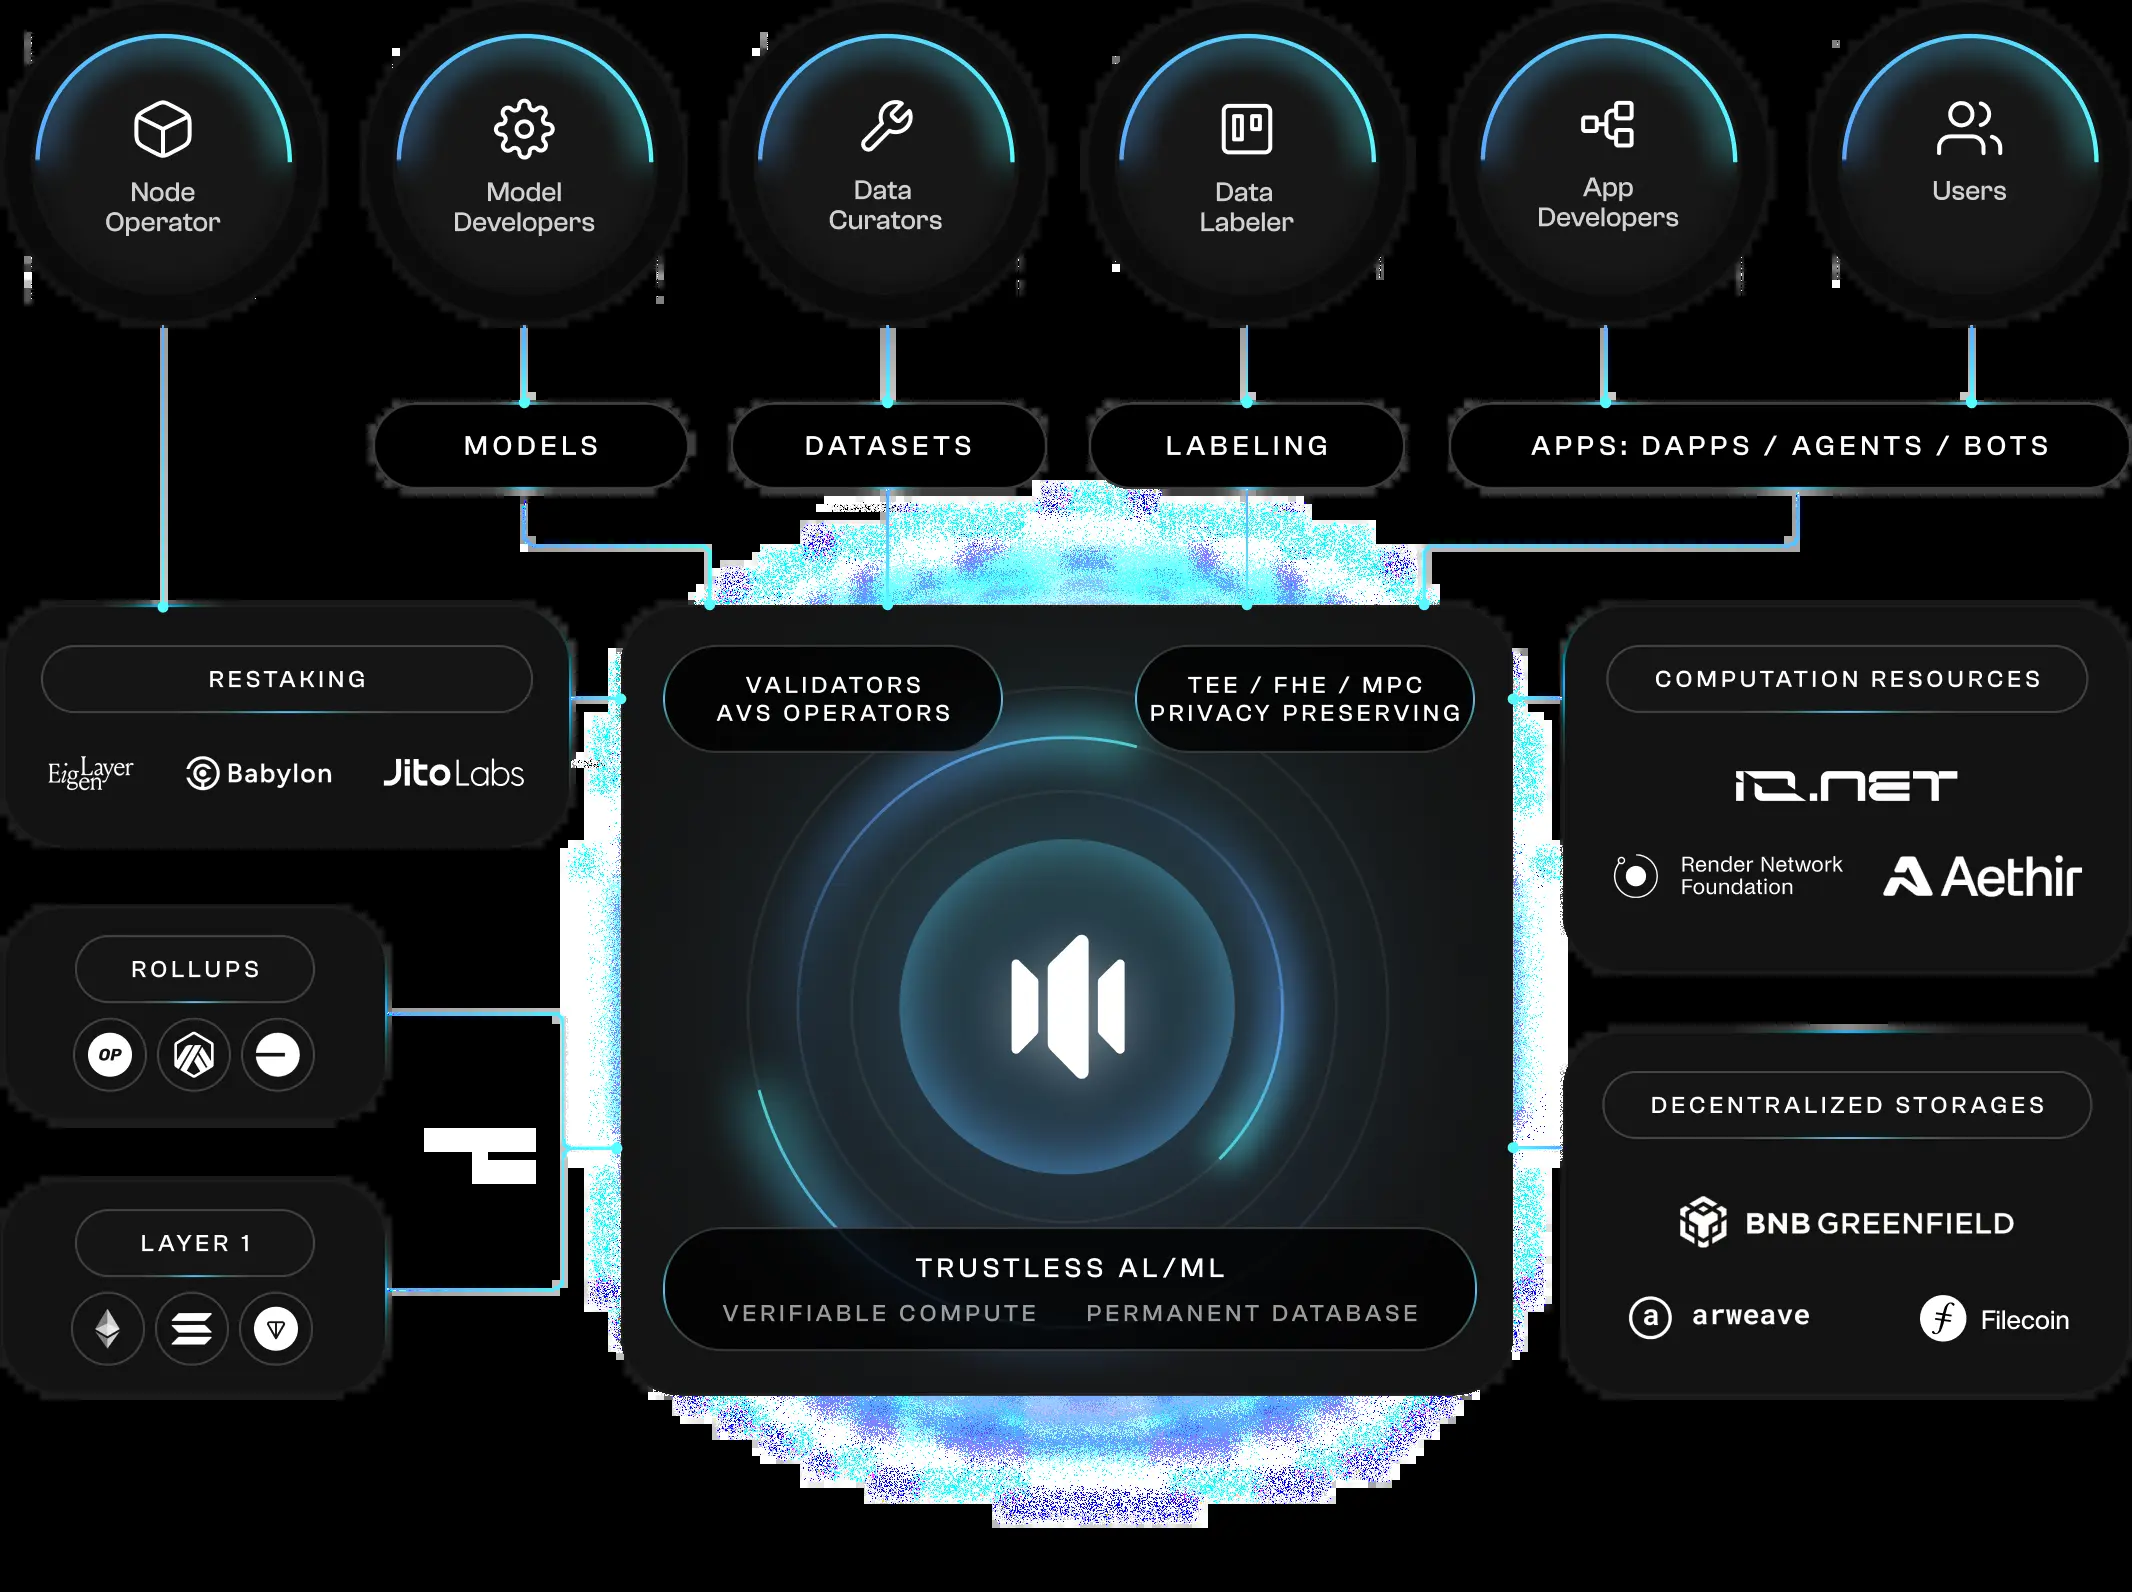 Node
Operator
Model
Developers
Data
Curators
Data
Labeler
App
Developers
Users
MODELS
DATASETS
LABELING
APPS: DAPPS / AGENTS / BOTS
RESTAKING
EigenLayer
Babylon
Jito Labs
VALIDATORS
AVS OPERATORS
TEE / FHE / MPC
PRIVACY PRESERVING
COMPUTATION RESOURCES
IO.NET
Render Network
Foundation
Aethir
ROLLUPS
OP
LAYER 1
DECENTRALIZED STORAGES
BNB GREENFIELD
a arweave
Filecoin
TRUSTLESS AL/ML
VERIFIABLE COMPUTE PERMANENT DATABASE